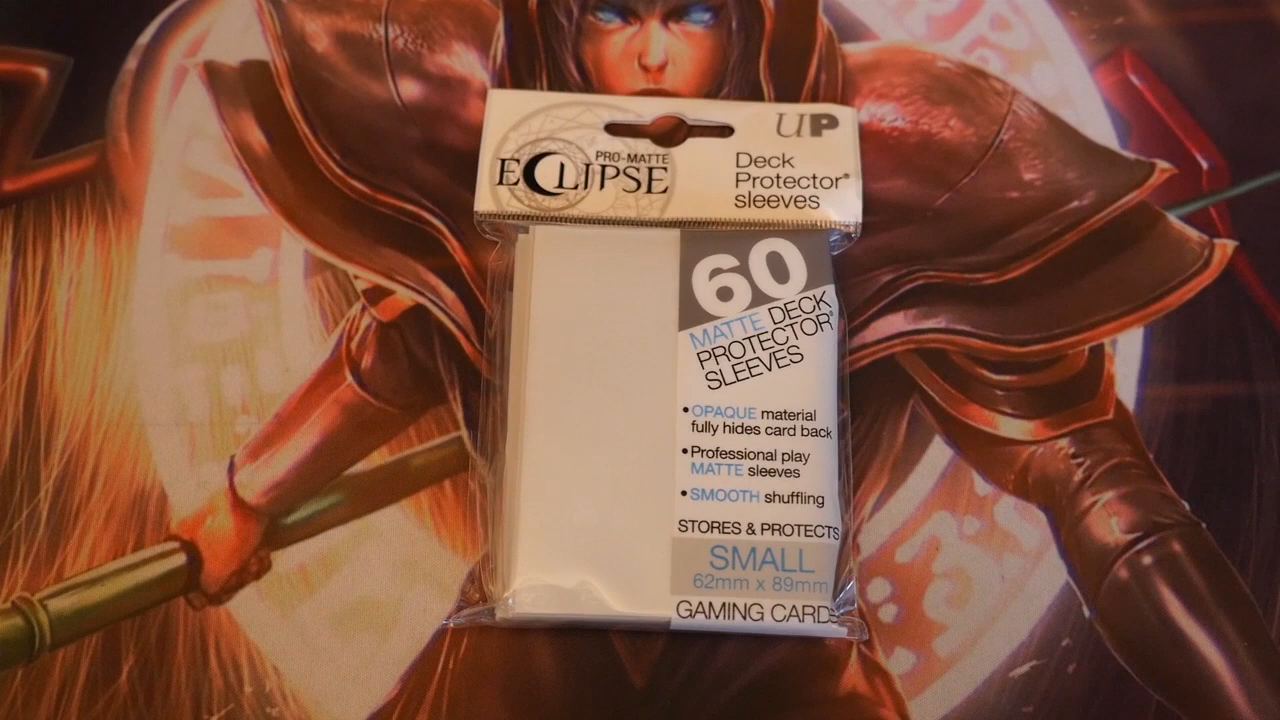 UP
PRO-MATTE
ECLIPSE
Deck
Protector®
sleeves
60
MATTE DECK
PROTECTOR®
SLEEVES
• OPAQUE material
fully hides card back
• Professional play
MATTE sleeves
• SMOOTH shuffling
STORES & PROTECTS
SMALL
62mm x 89mm
GAMING CARDS